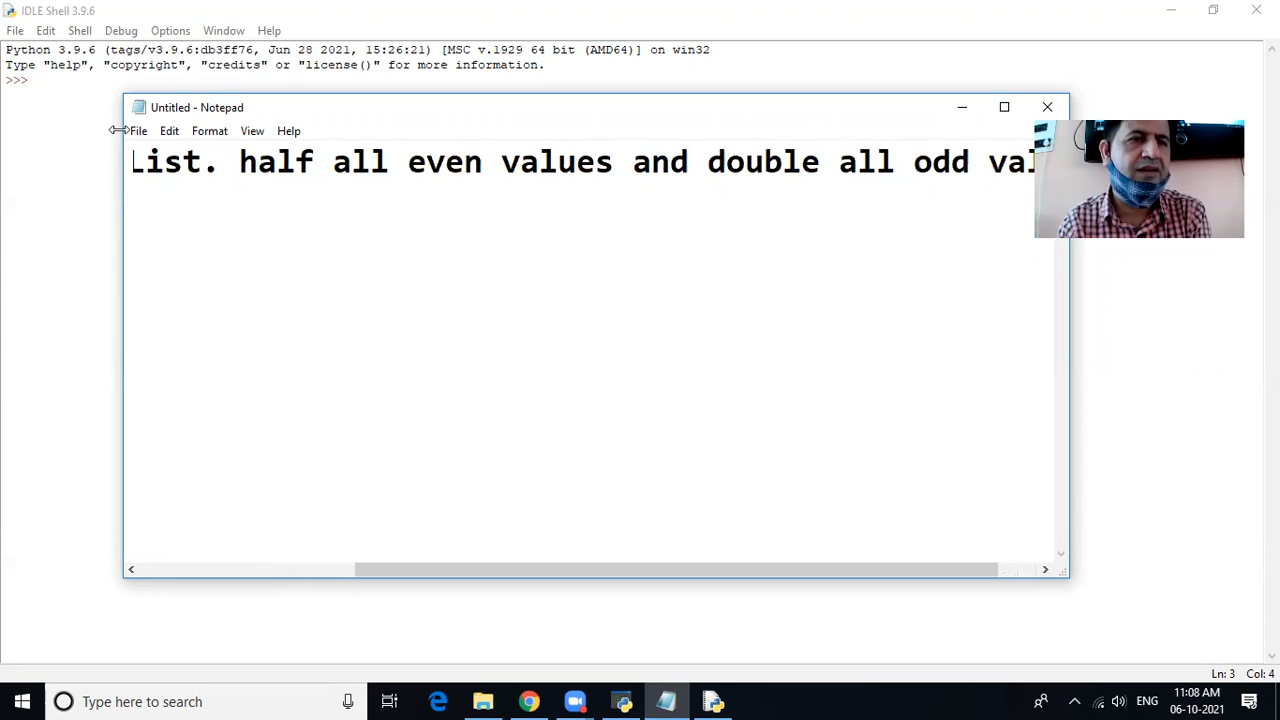 IDLE Shell 3.9.6
File Edit Shell Debug Options Window Help
Python 3.9.6 (tags/v3.9.6:db3ff76, Jun 28 2021, 15:26:21) [MSC v.1929 64 bit (AMD64)] on win32
Type "help", "copyright", "credits" or "license()" for more information.
>>>
Untitled - Notepad
File Edit Format View Help
List. half all even values and double all odd val
Ln: 3 Col: 4
Type here to search
ENG
11:08 AM
06-10-2021